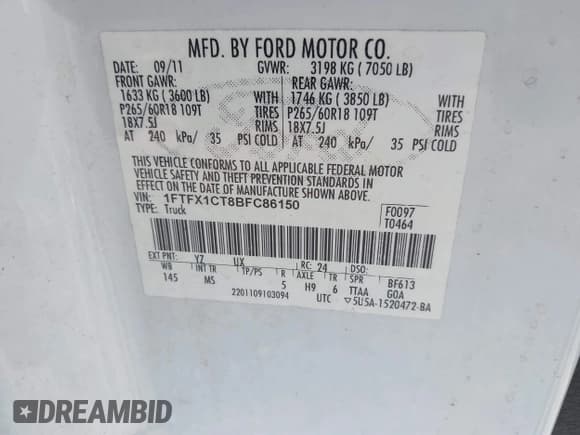 MFD. BY FORD MOTOR CO.
DATE: 09/11 GVWR: 3198 KG ( 7050 LB)
FRONT GAWR: REAR GAWR:
1633 KG ( 3600 LB) WITH 1746 KG ( 3850 LB) WITH
P265/60R18 109T TIRES P265/60R18 109T TIRES
18X7.5J RIMS 18X7.5J RIMS
AT 240 kPa/ 35 PSI COLD AT 240 kPa/ 35 PSI COLD
THIS VEHICLE CONFORMS TO ALL APPLICABLE FEDERAL MOTOR
VEHICLE SAFETY AND THEFT PREVENTION STANDARDS IN
EFFECT ON THE DATE OF MANUFACTURE SHOWN ABOVE.
VIN: 1FTFX1CT8BFC86150 F0097
TYPE: Truck T0464
EXT PNT: YZ UX RC: 24 DSO:
WB INT TR TP/PS R AXLE TR SPR BF613
145 MS 5 H9 6 TTAA GOA
2201109103094 UTC ▽5U5A-1520472-BA
DREAMBID